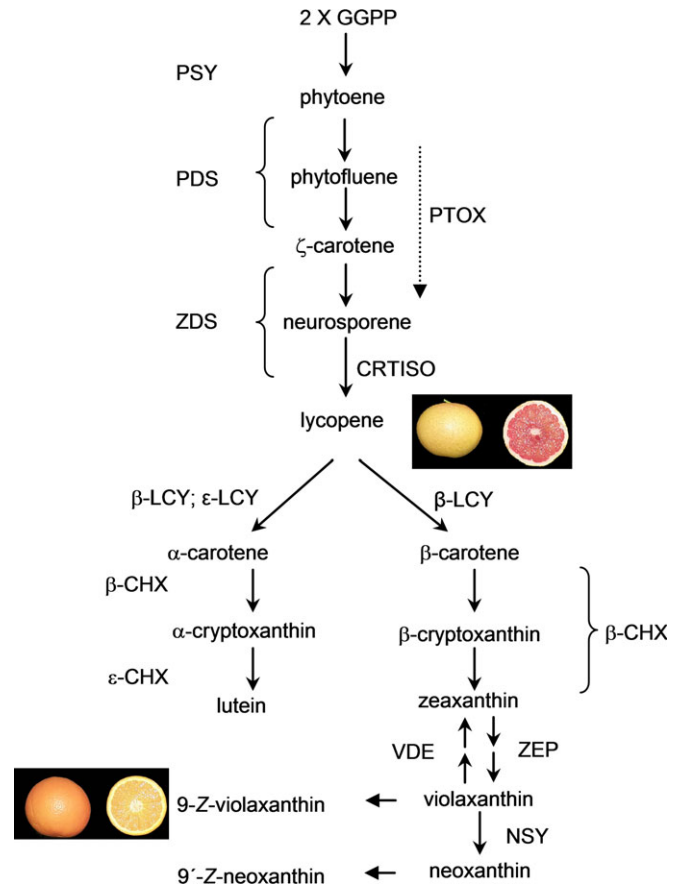 2 X GGPP
PSY
phytoene
PDS
phytofluene
PTOX
ζ-carotene
ZDS
neurosporene
CRTISO
lycopene
β-LCY; ε-LCY
β-LCY
α-carotene
β-carotene
β-CHX
α-cryptoxanthin
β-cryptoxanthin
β-CHX
ε-CHX
lutein
zeaxanthin
VDE
ZEP
9-Z-violaxanthin
violaxanthin
NSY
9´-Z-neoxanthin
neoxanthin